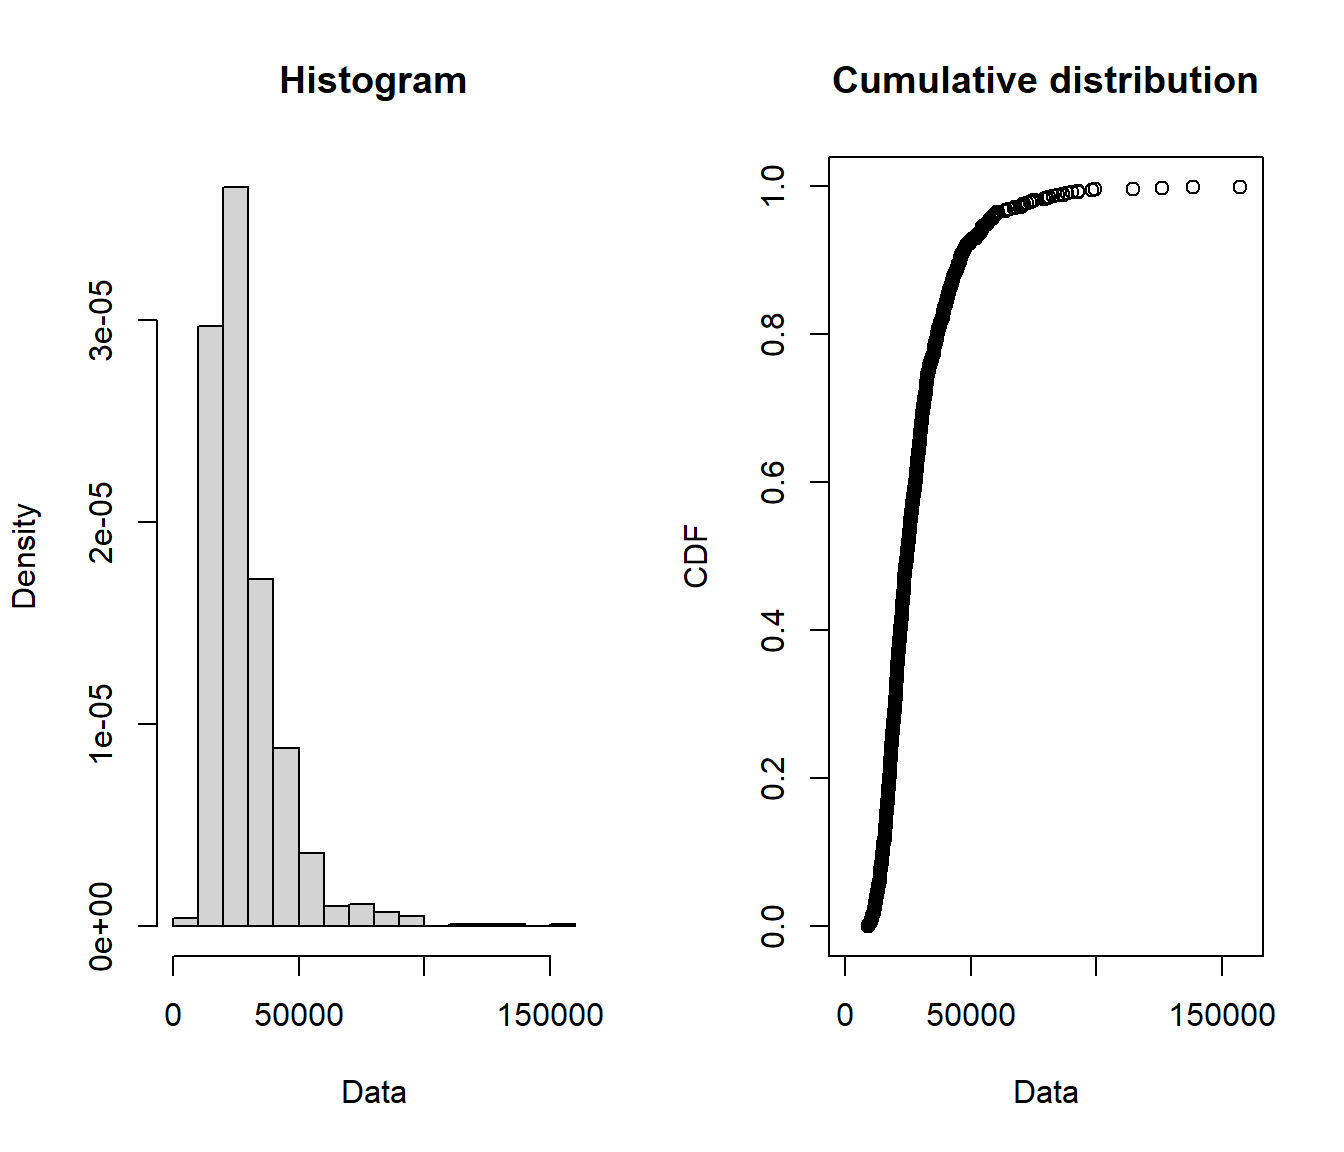 Histogram
Density
0e+00 1e-05 2e-05 3e-05
0 50000 150000
Data
Cumulative distribution
CDF
0.0 0.2 0.4 0.6 0.8 1.0
0 50000 150000
Data